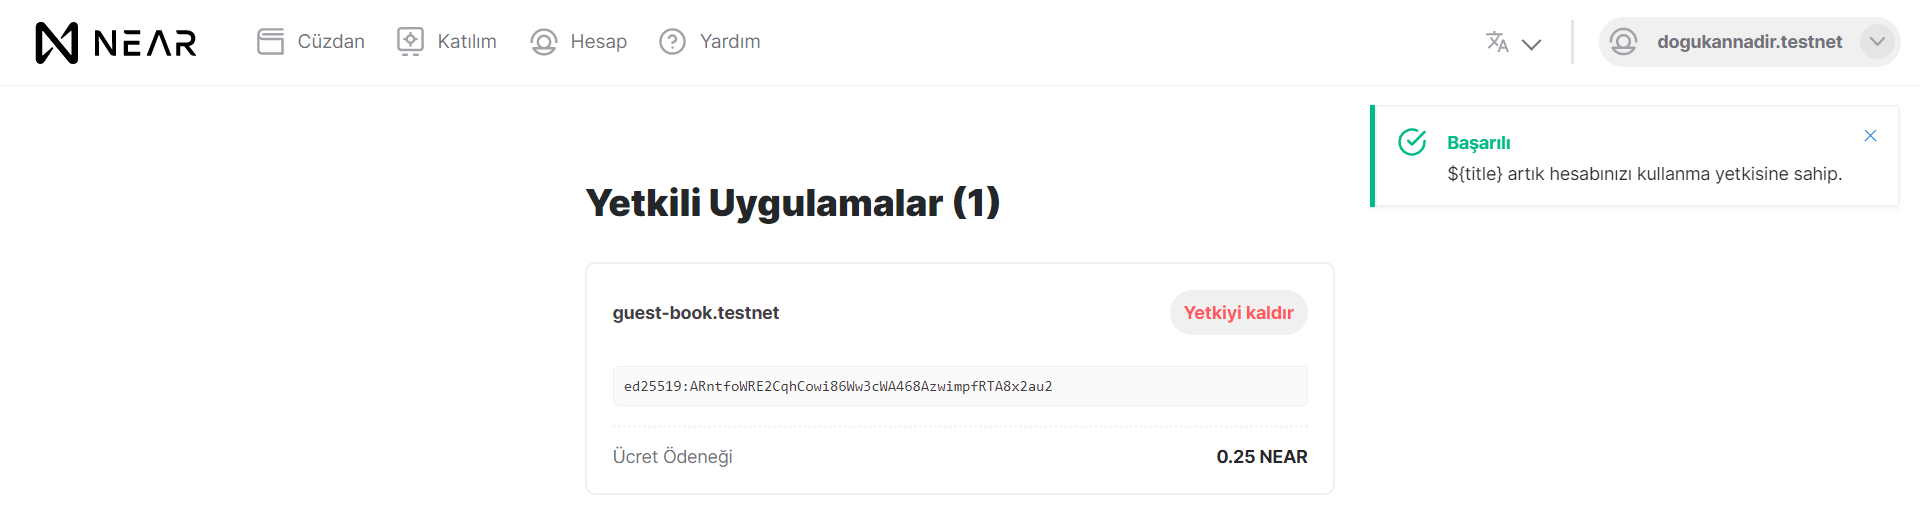 NEAR
Cüzdan
Katılım
Hesap
Yardım
dogukannadir.testnet
Başarılı
${title} artık hesabınızı kullanma yetkisine sahip.
Yetkili Uygulamalar (1)
guest-book.testnet
Yetkiyi kaldır
ed25519:ARntfoWRE2CqhCowi86Ww3cWA468AzwimpfRTA8x2au2
Ücret Ödeneği
0.25 NEAR